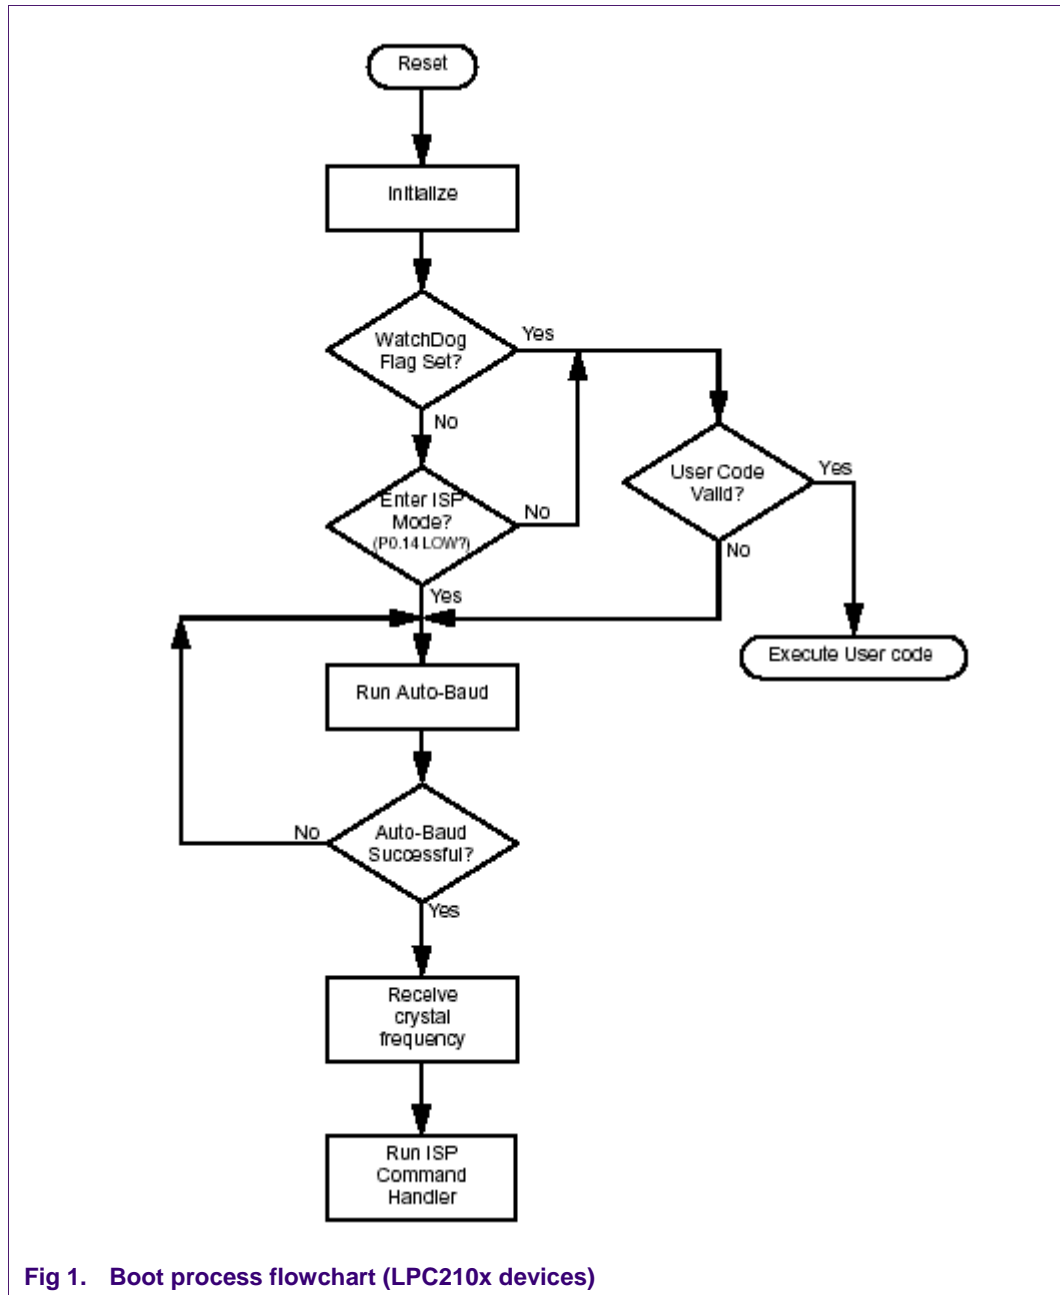 Reset
Initialize
WatchDog
Flag Set?
Yes
No
Enter ISP
Mode?
(P0.14 LOW?)
No
User Code
Valid?
Yes
No
Yes
Execute User code
Run Auto-Baud
Auto-Baud
Successful?
No
Yes
Receive
crystal
frequency
Run ISP
Command
Handler
Fig 1. Boot process flowchart (LPC210x devices)